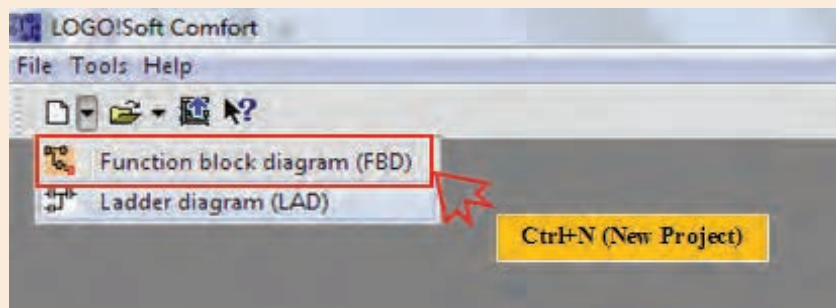 LOGO!Soft Comfort
File Tools Help
Function block diagram (FBD)
Ladder diagram (LAD)
Ctrl+N (New Project)